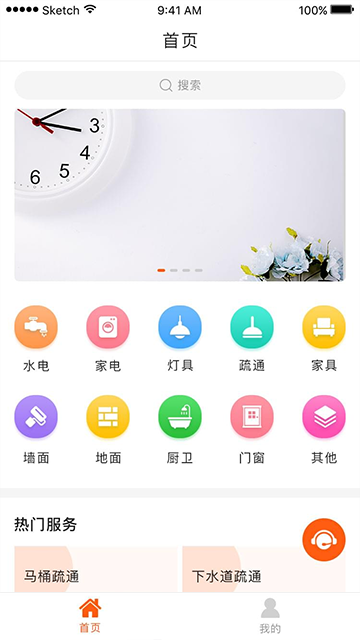 Sketch 9:41 AM 100%
首页
搜索
3
4
5
6
水电 家电 灯具 疏通 家具
墙面 地面 厨卫 门窗 其他
热门服务
马桶疏通 下水道疏通
首页 我的